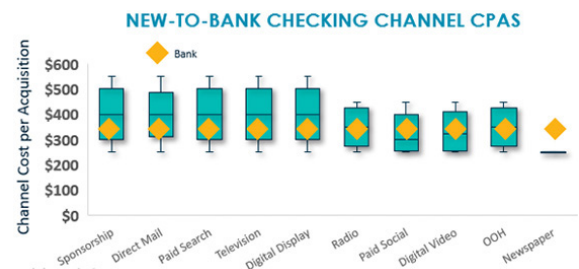 NEW-TO-BANK CHECKING CHANNEL CPAS
Bank
Channel Cost per Acquisition
$600
$500
$400
$300
$200
$100
$0
Sponsorship
Direct Mail
Paid Search
Television
Digital Display
Radio
Paid Social
Digital Video
OOH
Newspaper